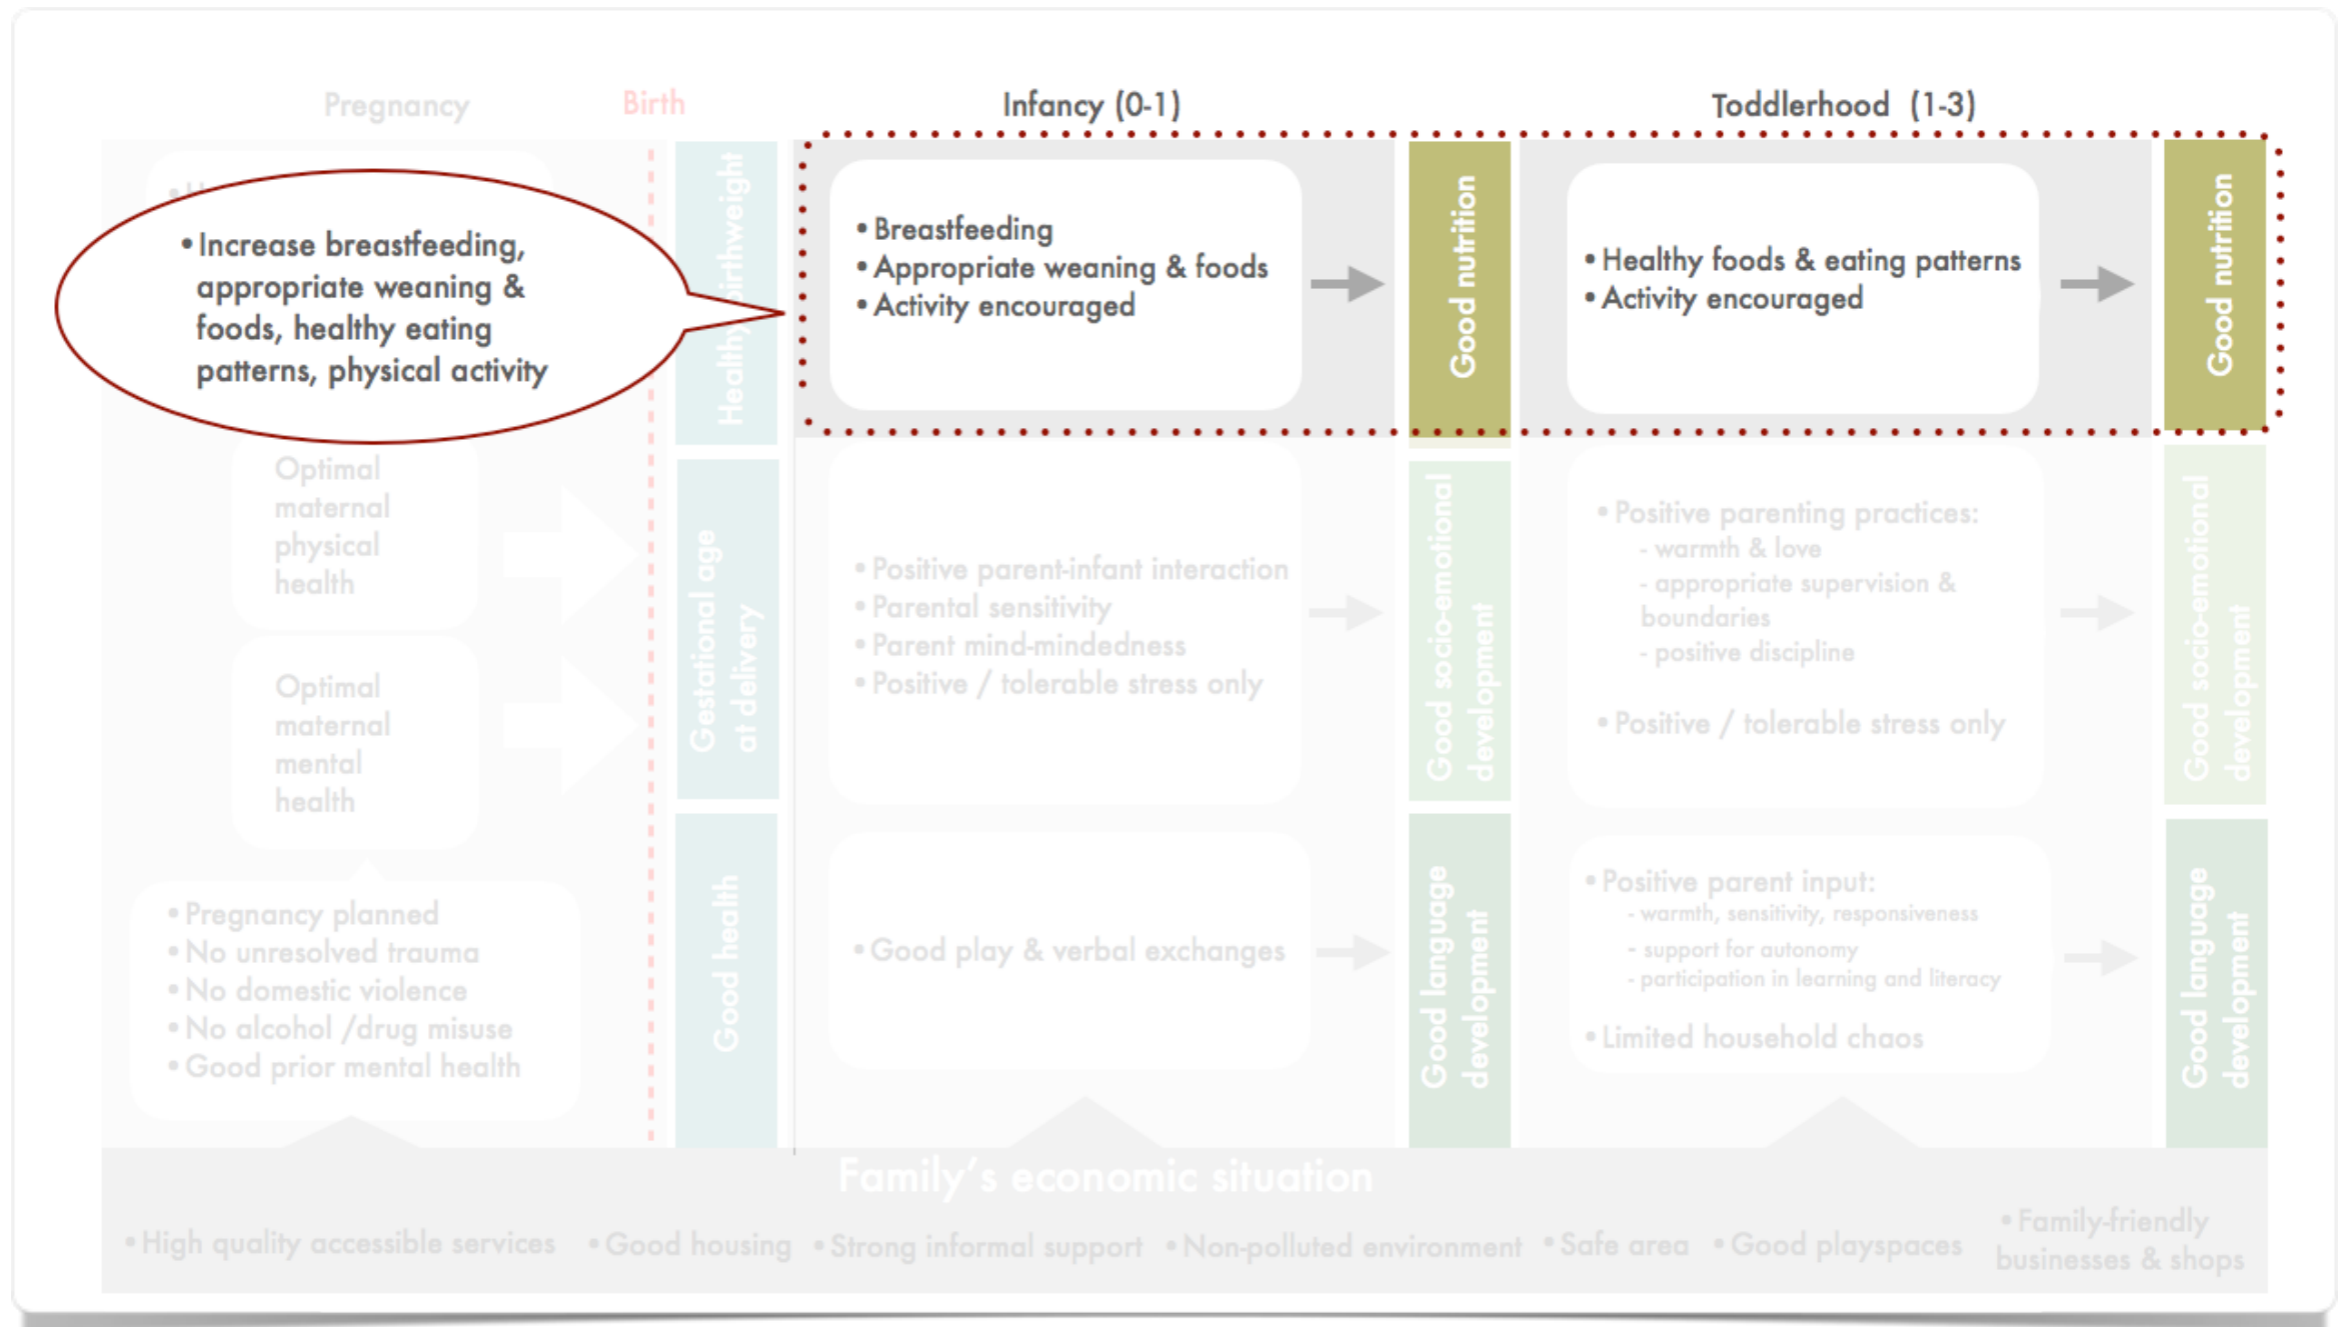 Pregnancy
Birth
Infancy (0-1)
Toddlerhood (1-3)
• Increase breastfeeding,
appropriate weaning &
foods, healthy eating
patterns, physical activity
Healthy birthweight
• Breastfeeding
• Appropriate weaning & foods
• Activity encouraged
Good nutrition
• Healthy foods & eating patterns
• Activity encouraged
Good nutrition
Optimal
maternal
physical
health
Optimal
maternal
mental
health
Gestational age
at delivery
• Positive parent-infant interaction
• Parental sensitivity
• Parent mind-mindedness
• Positive / tolerable stress only
Good socio-emotional
development
• Positive parenting practices:
- warmth & love
- appropriate supervision &
boundaries
- positive discipline
• Positive / tolerable stress only
Good socio-emotional
development
• Pregnancy planned
• No unresolved trauma
• No domestic violence
• No alcohol /drug misuse
• Good prior mental health
Good health
• Good play & verbal exchanges
Good language
development
• Positive parent input:
- warmth, sensitivity, responsiveness
- support for autonomy
- participation in learning and literacy
• Limited household chaos
Good language
development
Family's economic situation
• High quality accessible services
• Good housing
• Strong informal support
• Non-polluted environment
• Safe area
• Good playspaces
• Family-friendly
businesses & shops